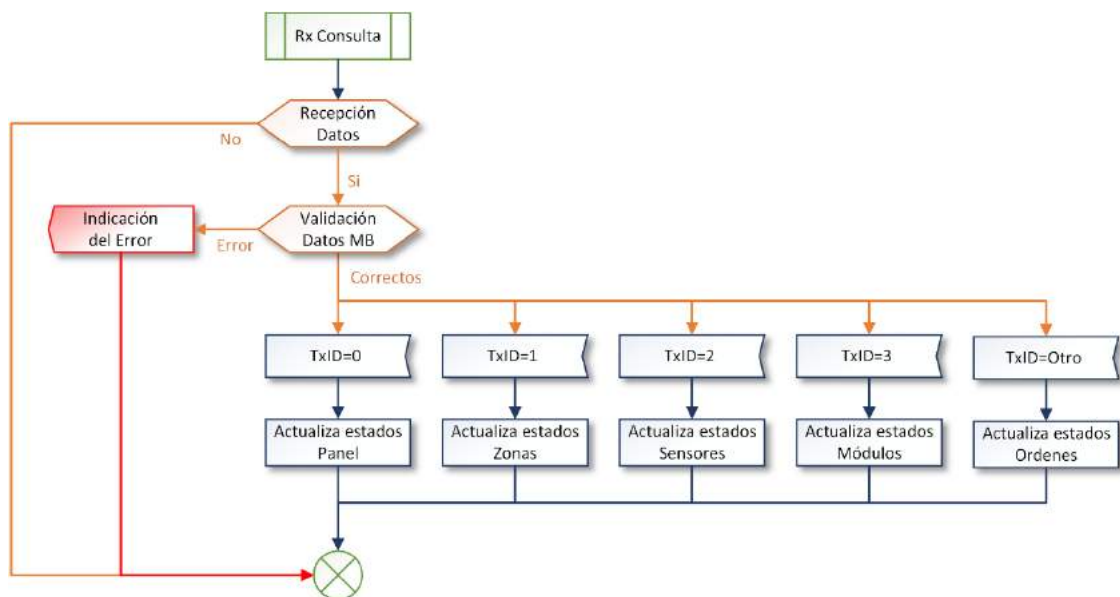 Rx Consulta
Recepción
Datos
No
Si
Indicación
del Error
Error
Validación
Datos MB
Correctos
TxID=0
TxID=1
TxID=2
TxID=3
TxID=Otro
Actualiza estados
Panel
Actualiza estados
Zonas
Actualiza estados
Sensores
Actualiza estados
Módulos
Actualiza estados
Ordenes